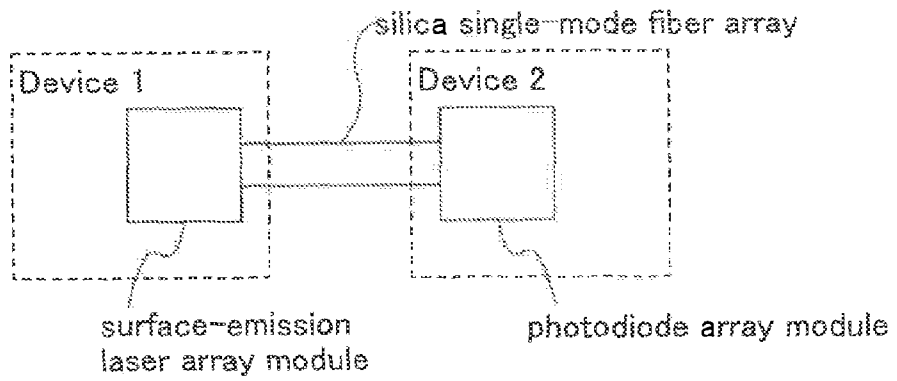 silica single-mode fiber array
Device 1
Device 2
surface-emission
laser array module
photodiode array module